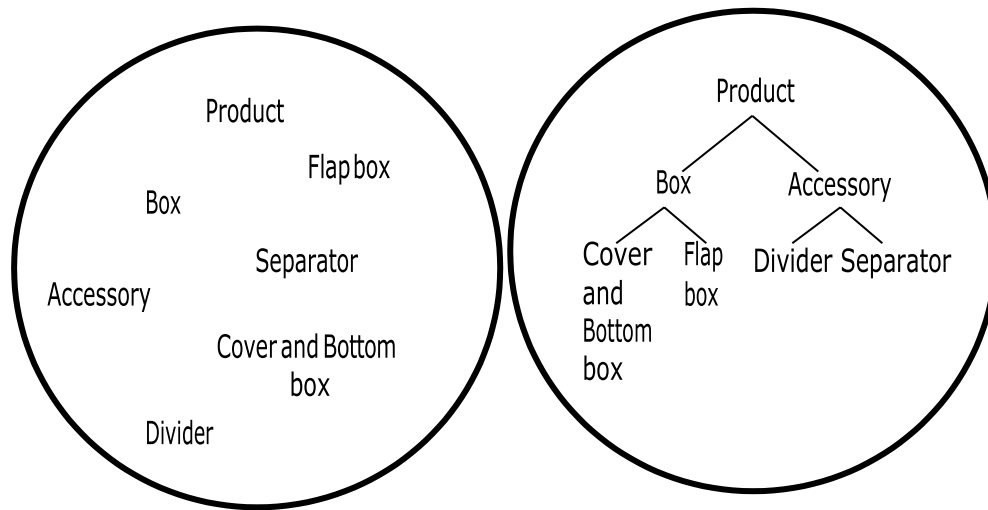 Product
Flap box
Box
Separator
Accessory
Cover and Bottom
box
Divider
Product
Box
Accessory
Cover
and
Bottom
box
Flap
box
Divider
Separator